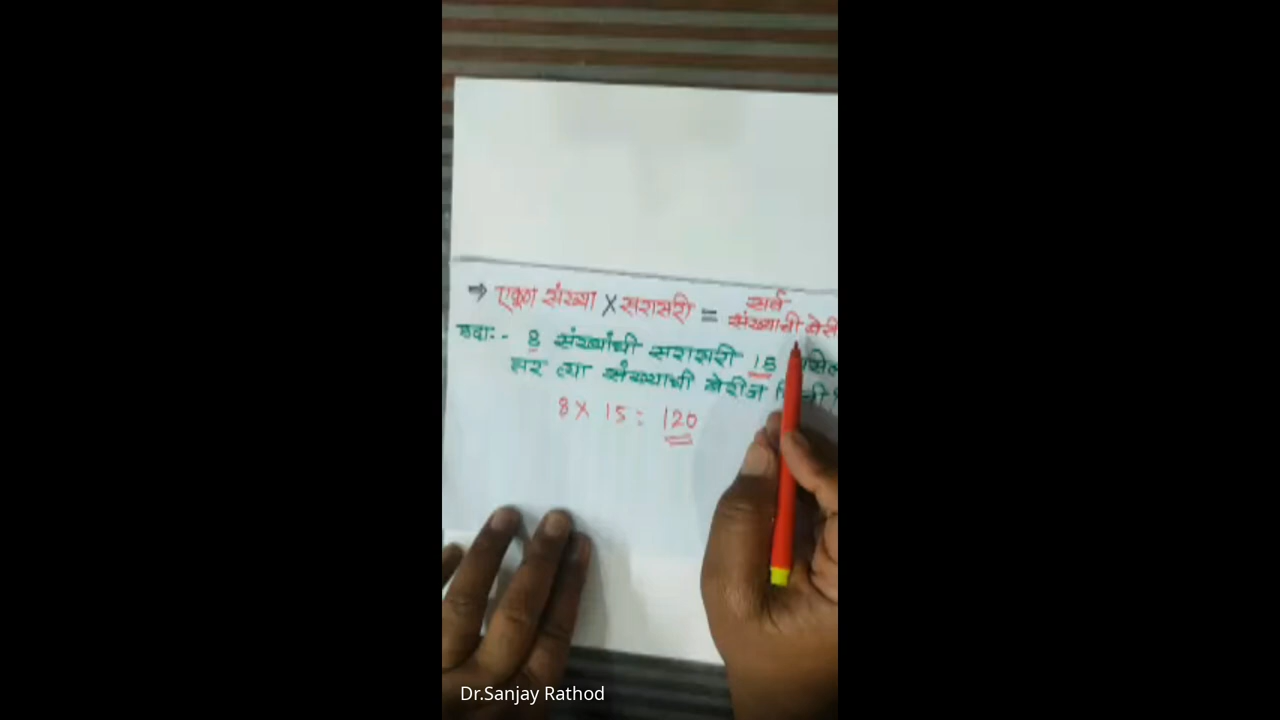 ⇒ एकूण संख्या X सरासरी = सर्व संख्यांची
उदा:- 8 संख्यांची सरासरी 15
तर त्या संख्याची बेरीज
8 X 15 = 120
Dr.Sanjay Rathod